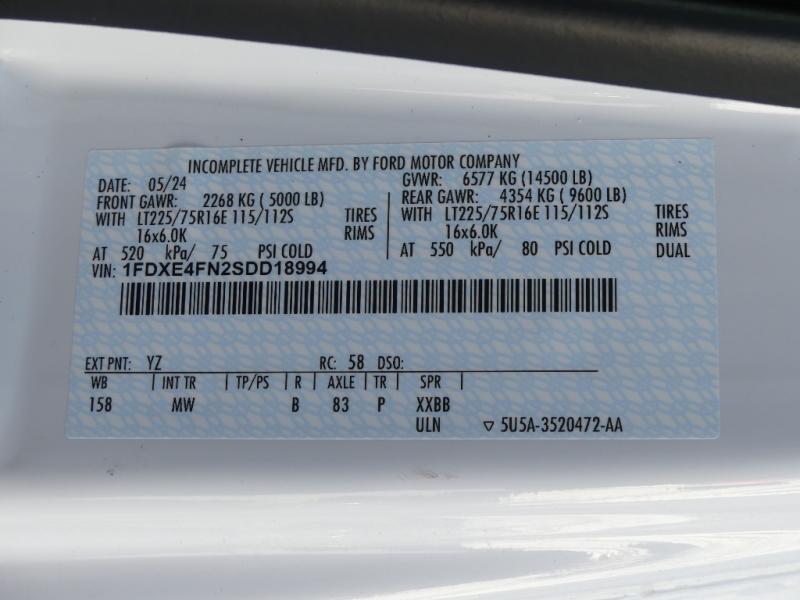 INCOMPLETE VEHICLE MFD. BY FORD MOTOR COMPANY
DATE: 05/24 GVWR: 6577 KG (14500 LB)
FRONT GAWR: 2268 KG ( 5000 LB) REAR GAWR: 4354 KG ( 9600 LB)
WITH LT225/75R16E 115/112S TIRES WITH LT225/75R16E 115/112S TIRES
16x6.0K RIMS 16x6.0K RIMS
AT 520 kPa/ 75 PSI COLD AT 550 kPa/ 80 PSI COLD DUAL
VIN: 1FDXE4FN2SDD18994
EXT PNT: YZ RC: 58 DSO:
WB INT TR TP/PS R AXLE TR SPR
158 MW B 83 P XXBB
ULN ▽ 5U5A-3520472-AA